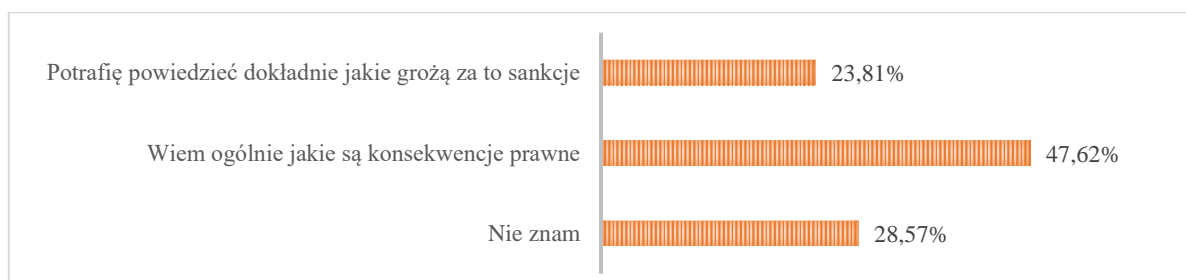 Potrafię powiedzieć dokładnie jakie grożą za to sankcje
23,81%
Wiem ogólnie jakie są konsekwencje prawne
47,62%
Nie znam
28,57%